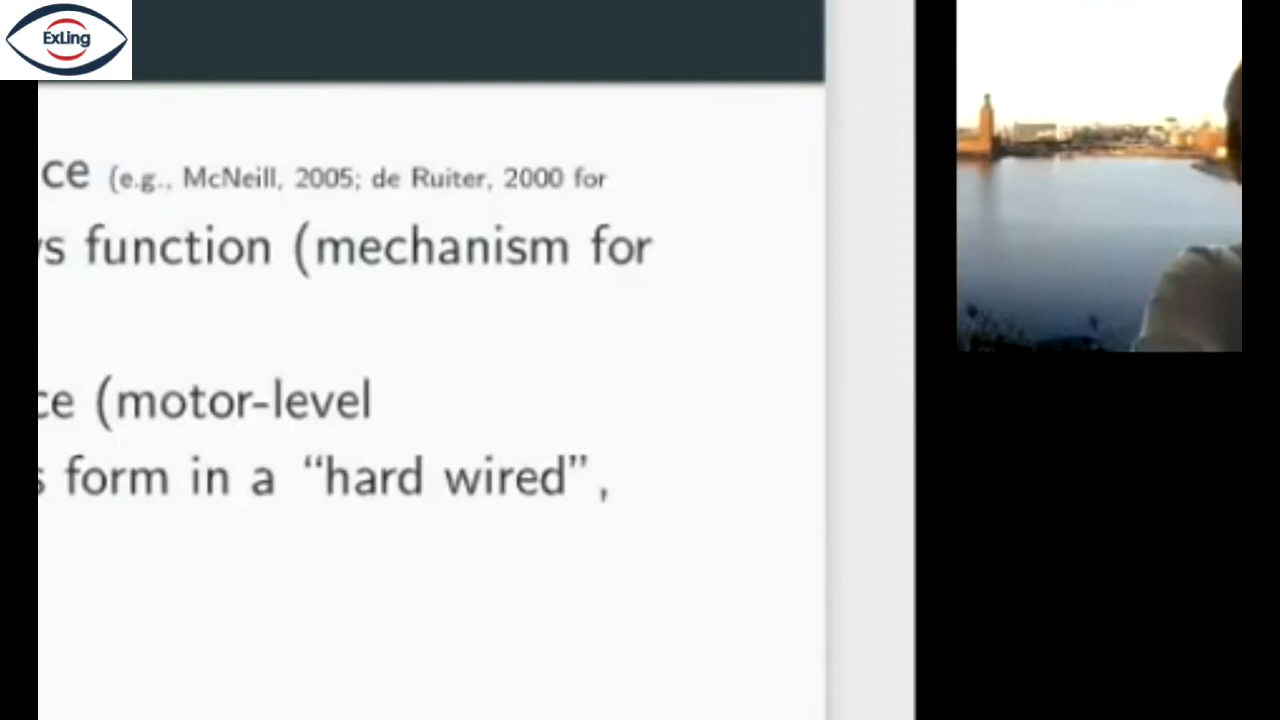 ExLing
ce (e.g., McNeill, 2005; de Ruiter, 2000 for
s function (mechanism for
ce (motor-level
form in a “hard wired”,